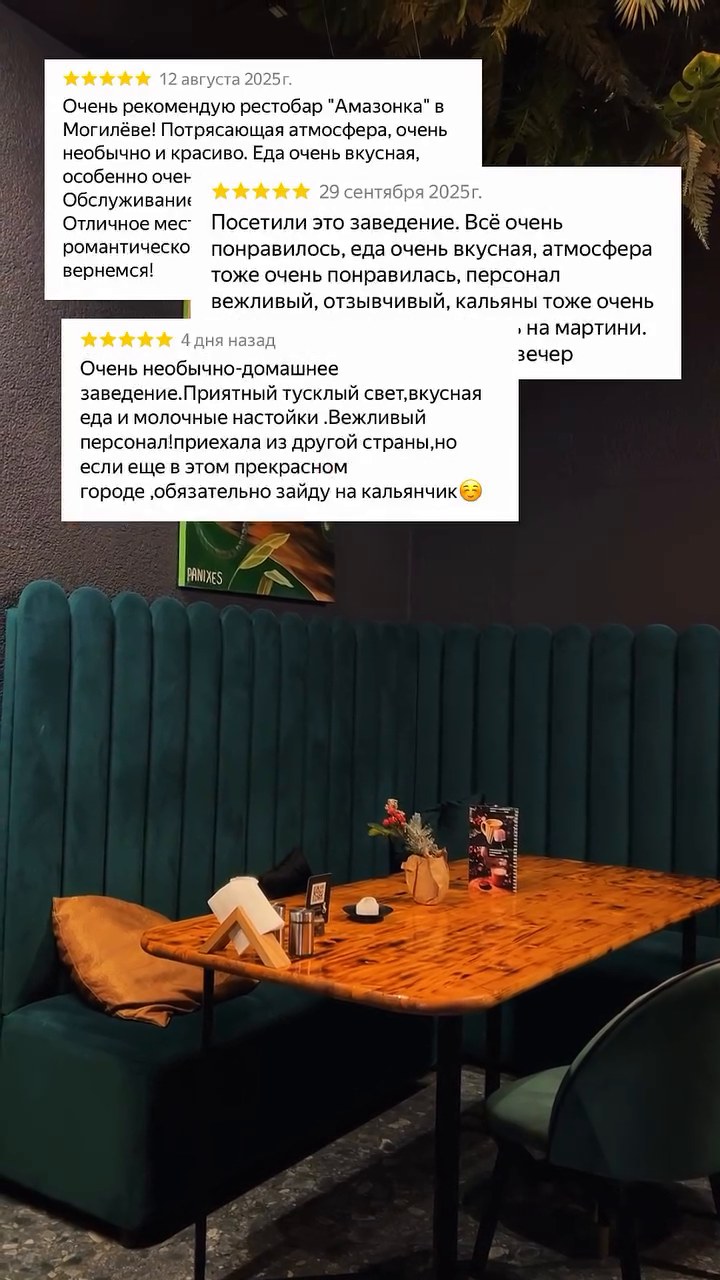 12 августа 2025г.
Очень рекомендую рестобар "Амазонка" в
Могилёве! Потрясающая атмосфера, очень
необычно и красиво. Еда очень вкусная,
особенно
Обслуживание
Отличное
вернемся!
29 сентября 2025г.
Посетили это заведение. Всё очень
понравилось, еда очень вкусная, атмосфера
тоже очень понравилась, персонал
вежливый, отзывчивый, кальяны тоже очень
на мартини.
вечер
4 дня назад
Очень необычно-домашнее
заведение.Приятный тусклый свет,вкусная
еда и молочные настойки .Вежливый
персонал!приехала из другой страны,но
если еще в этом прекрасном
городе ,обязательно зайду на кальянчик☺️
PANIXES